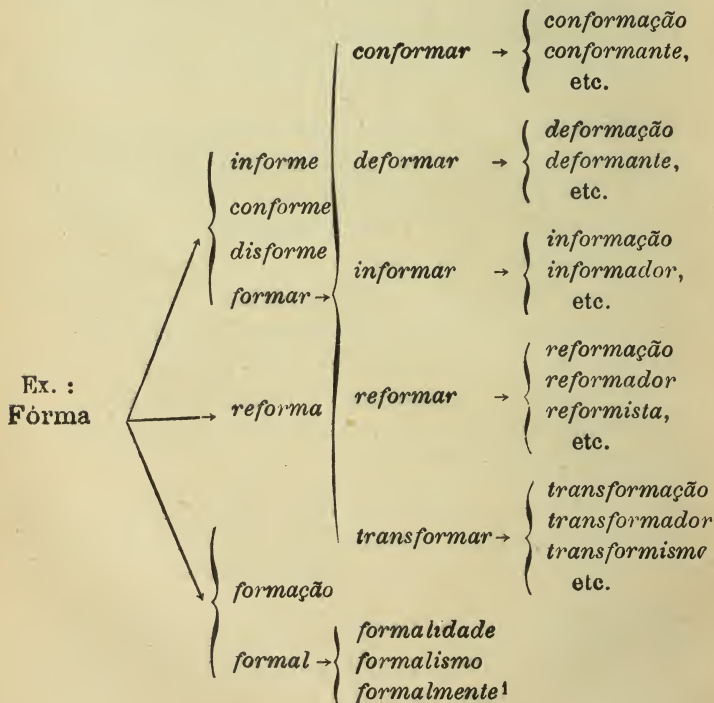 Ex. :
Fórma
informe
conforme
disforme
formar →
reforma
formação
formal →
conformar →
conformação
conformante,
etc.
deformar →
deformação
deformante,
etc.
informar →
informação
informador,
etc.
reformar →
reformação
reformador
reformista,
etc.
transformar →
transformação
transformador
transformismo
etc.
formalidade
formalismo
formalmente¹